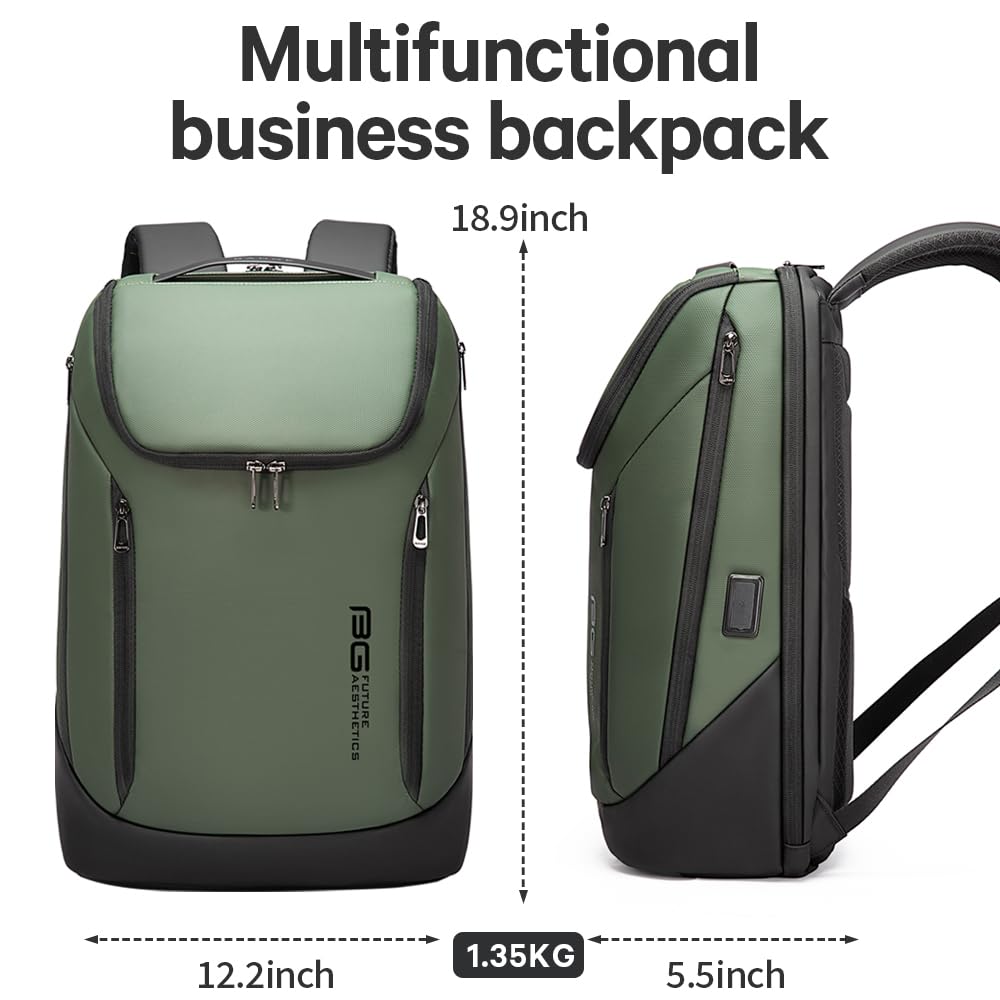 Multifunctional
business backpack
18.9inch
BG
FUTURE
AESTHETICS
12.2inch
1.35KG
5.5inch